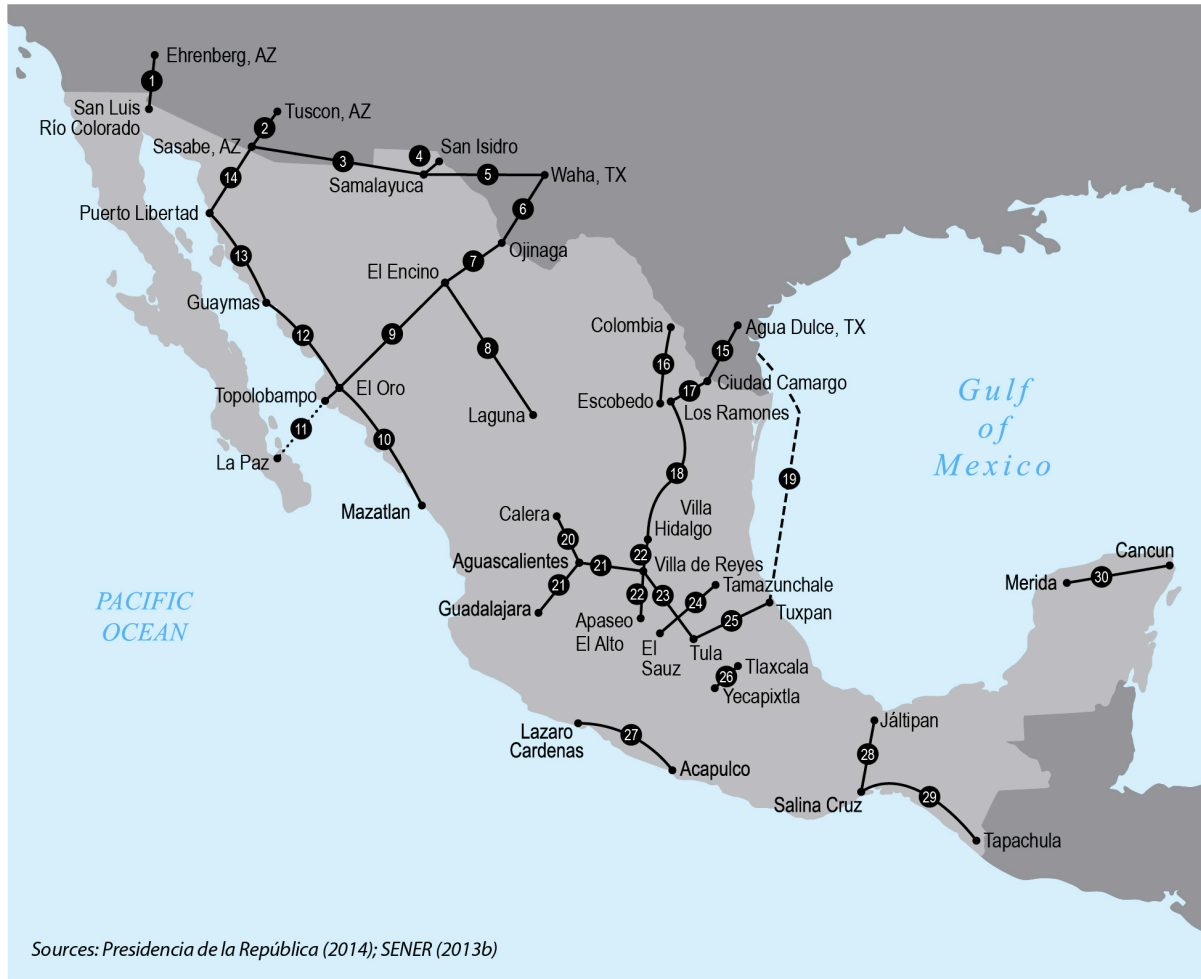 Ehrenberg, AZ
1
San Luis
Río Colorado
Tuscon, AZ
2
Sasabe, AZ
3
4
San Isidro
Samalayuca
5
Waha, TX
14
6
Puerto Libertad
Ojinaga
13
7
El Encino
Guaymas
12
9
8
Colombia
Agua Dulce, TX
15
16
17
Ciudad Camargo
Topolobampo
El Oro
Escobedo
Los Ramones
Laguna
11
10
La Paz
18
19
Gulf
of
Mexico
Mazatlan
Calera
Villa
Hidalgo
20
22
Aguascalientes
21
Villa de Reyes
21
22
23
24
Tamazunchale
Guadalajara
Apaseo
El Alto
25
Tuxpan
El
Sauz
Tula
Cancun
Merida
30
PACIFIC
OCEAN
26
Tlaxcala
Yecapixtla
Lazaro
Cardenas
27
Acapulco
Jáltipan
28
Salina Cruz
29
Tapachula
Sources: Presidencia de la República (2014); SENER (2013b)